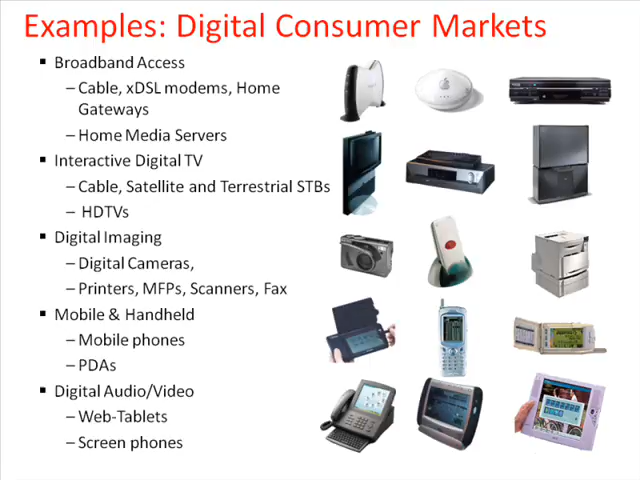 Examples: Digital Consumer Markets
▪ Broadband Access
– Cable, xDSL modems, Home
Gateways
– Home Media Servers
▪ Interactive Digital TV
– Cable, Satellite and Terrestrial STBs
– HDTVs
▪ Digital Imaging
– Digital Cameras,
– Printers, MFPs, Scanners, Fax
▪ Mobile & Handheld
– Mobile phones
– PDAs
▪ Digital Audio/Video
– Web-Tablets
– Screen phones